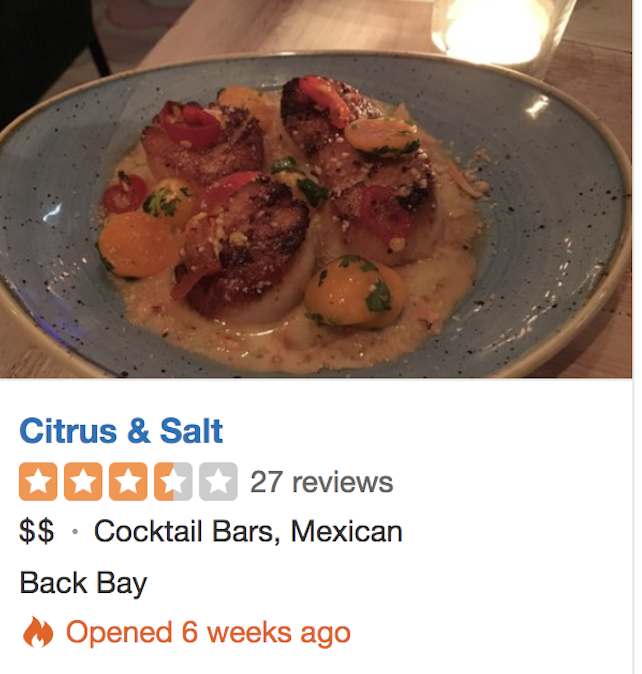 Citrus & Salt
27 reviews
$$ · Cocktail Bars, Mexican
Back Bay
Opened 6 weeks ago